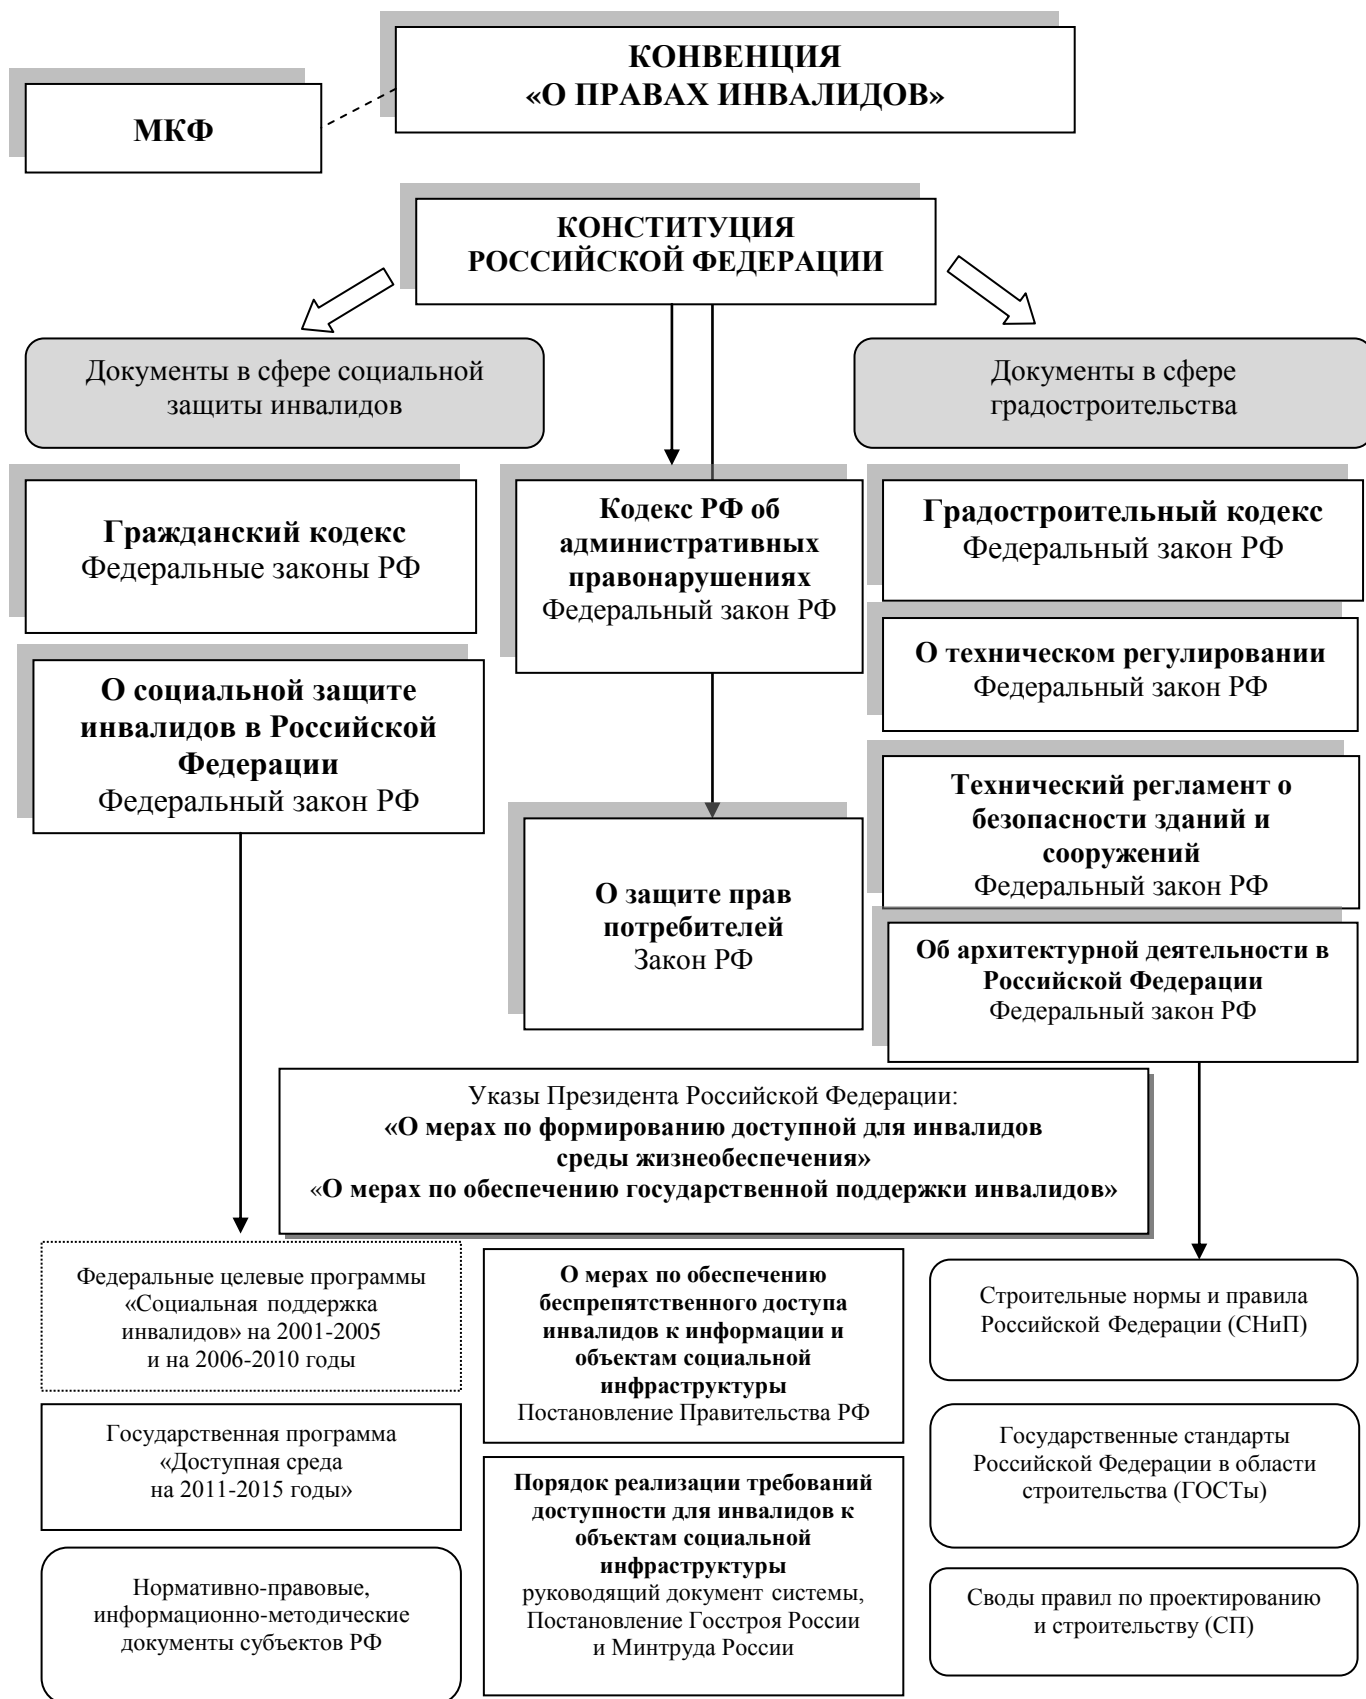 КОНВЕНЦИЯ
«О ПРАВАХ ИНВАЛИДОВ»
МКФ
КОНСТИТУЦИЯ
РОССИЙСКОЙ ФЕДЕРАЦИИ
Документы в сфере социальной
защиты инвалидов
Документы в сфере
градостроительства
Гражданский кодекс
Федеральные законы РФ
Кодекс РФ об
административных
правонарушениях
Федеральный закон РФ
Градостроительный кодекс
Федеральный закон РФ
О техническом регулировании
Федеральный закон РФ
О социальной защите
инвалидов в Российской
Федерации
Федеральный закон РФ
Технический регламент о
безопасности зданий и
сооружений
Федеральный закон РФ
О защите прав
потребителей
Закон РФ
Об архитектурной деятельности в
Российской Федерации
Федеральный закон РФ
Указы Президента Российской Федерации:
«О мерах по формированию доступной для инвалидов
среды жизнеобеспечения»
«О мерах по обеспечению государственной поддержки инвалидов»
Федеральные целевые программы
«Социальная поддержка
инвалидов» на 2001-2005
и на 2006-2010 годы
Государственная программа
«Доступная среда
на 2011-2015 годы»
Нормативно-правовые,
информационно-методические
документы субъектов РФ
О мерах по обеспечению
беспрепятственного доступа
инвалидов к информации и
объектам социальной
инфраструктуры
Постановление Правительства РФ
Порядок реализации требований
доступности для инвалидов к
объектам социальной
инфраструктуры
руководящий документ системы,
Постановление Госстроя России
и Минтруда России
Строительные нормы и правила
Российской Федерации (СНиП)
Государственные стандарты
Российской Федерации в области
строительства (ГОСТы)
Своды правил по проектированию
и строительству (СП)